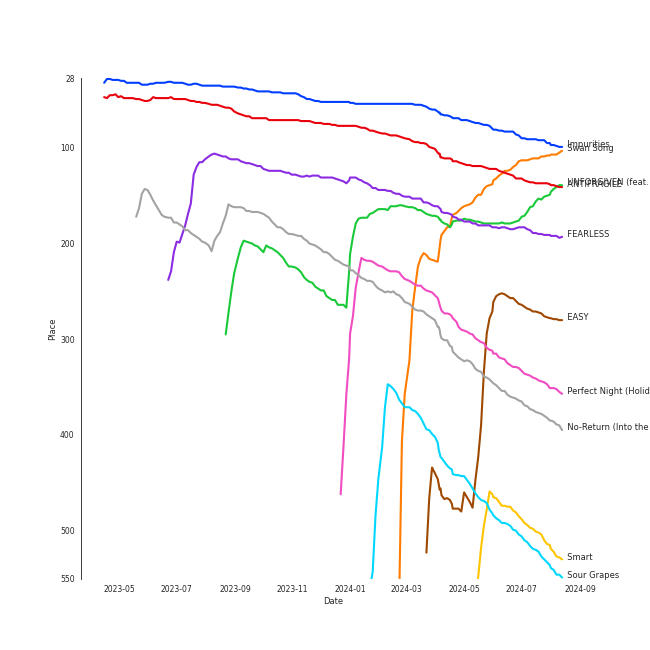 28
100
200
300
400
500
550
Place
2023-05
2023-07
2023-09
2023-11
2024-01
2024-03
2024-05
2024-07
2024-09
Date
Impurities
Swan Song
UNFORGIVEN (feat.
ANTIFRAGILE
FEARLESS
EASY
Perfect Night (Holid
No-Return (Into the
Smart
Sour Grapes